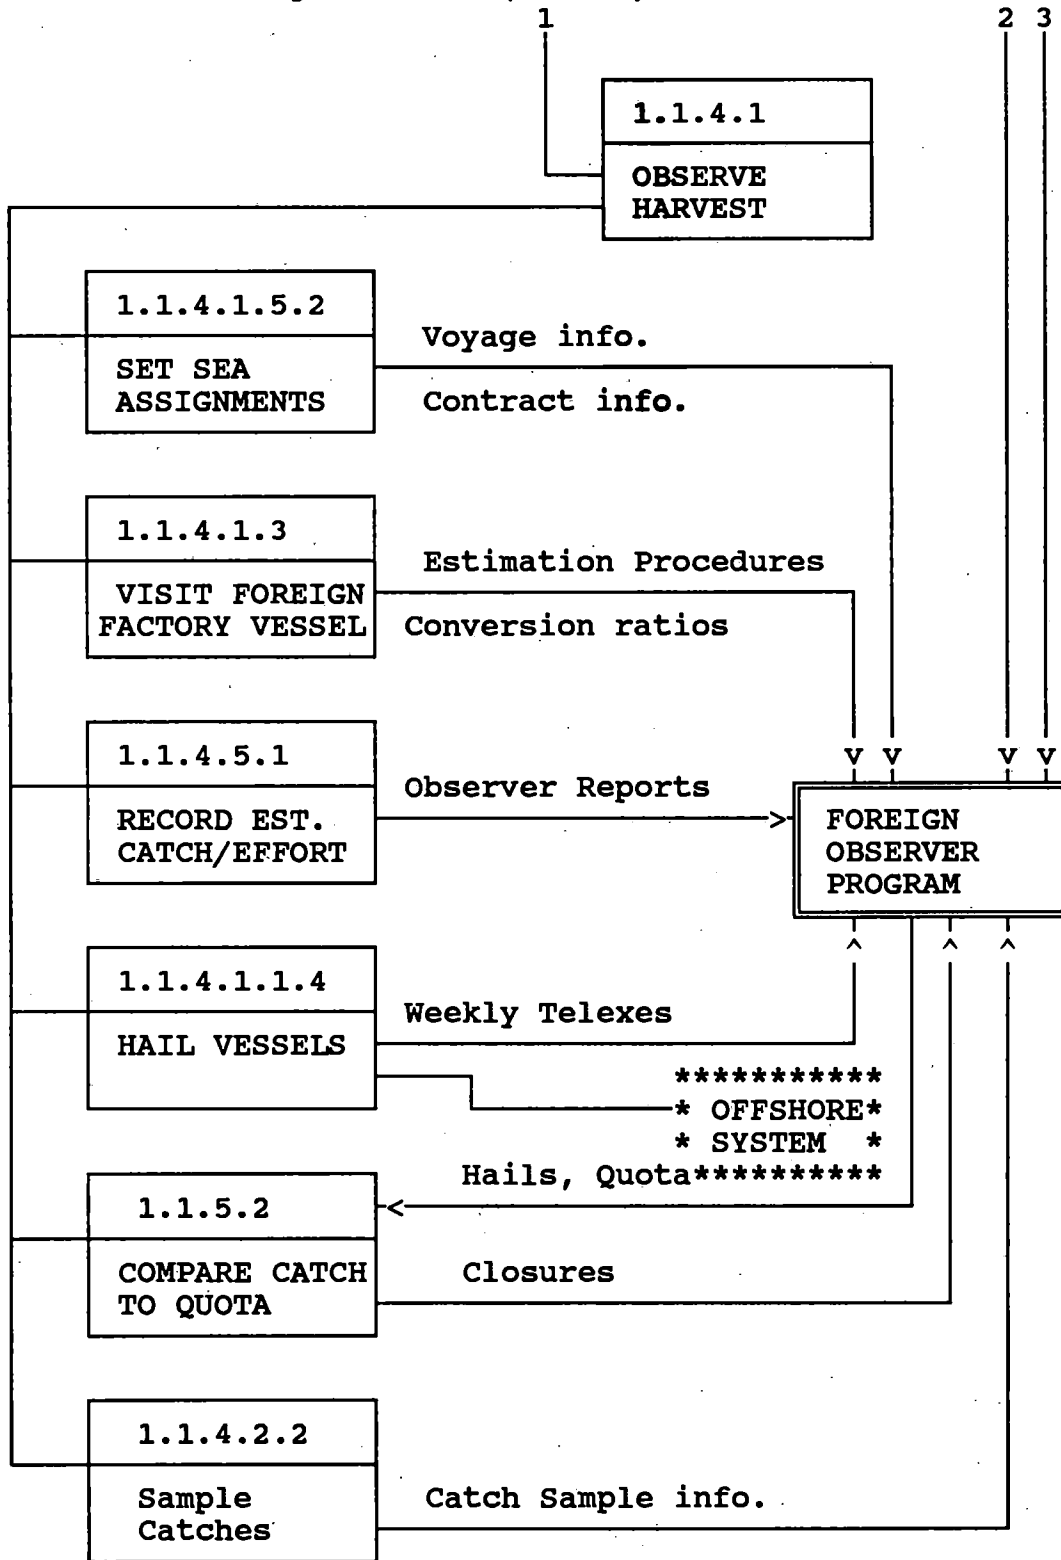 1 2 3
1.1.4.1
OBSERVE
HARVEST
1.1.4.1.5.2
SET SEA
ASSIGNMENTS
Voyage info.
Contract info.
1.1.4.1.3
VISIT FOREIGN
FACTORY VESSEL
Estimation Procedures
Conversion ratios
1.1.4.5.1
RECORD EST.
CATCH/EFFORT
Observer Reports
v v v v
>
FOREIGN
OBSERVER
PROGRAM
^ ^ ^
1.1.4.1.1.4
HAIL VESSELS
Weekly Telexes
***********
* OFFSHORE*
* SYSTEM *
Hails, Quota**********
<
1.1.5.2
COMPARE CATCH
TO QUOTA
Closures
1.1.4.2.2
Sample
Catches
Catch Sample info.